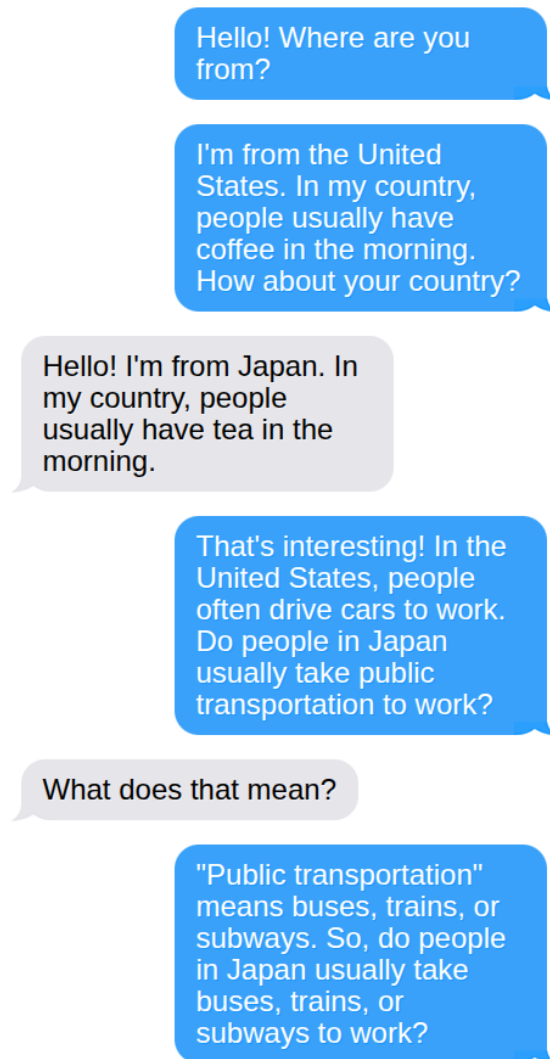 Hello! Where are you
from?
I'm from the United
States. In my country,
people usually have
coffee in the morning.
How about your country?
Hello! I'm from Japan. In
my country, people
usually have tea in the
morning.
That's interesting! In the
United States, people
often drive cars to work.
Do people in Japan
usually take public
transportation to work?
What does that mean?
"Public transportation"
means buses, trains, or
subways. So, do people
in Japan usually take
buses, trains, or
subways to work?